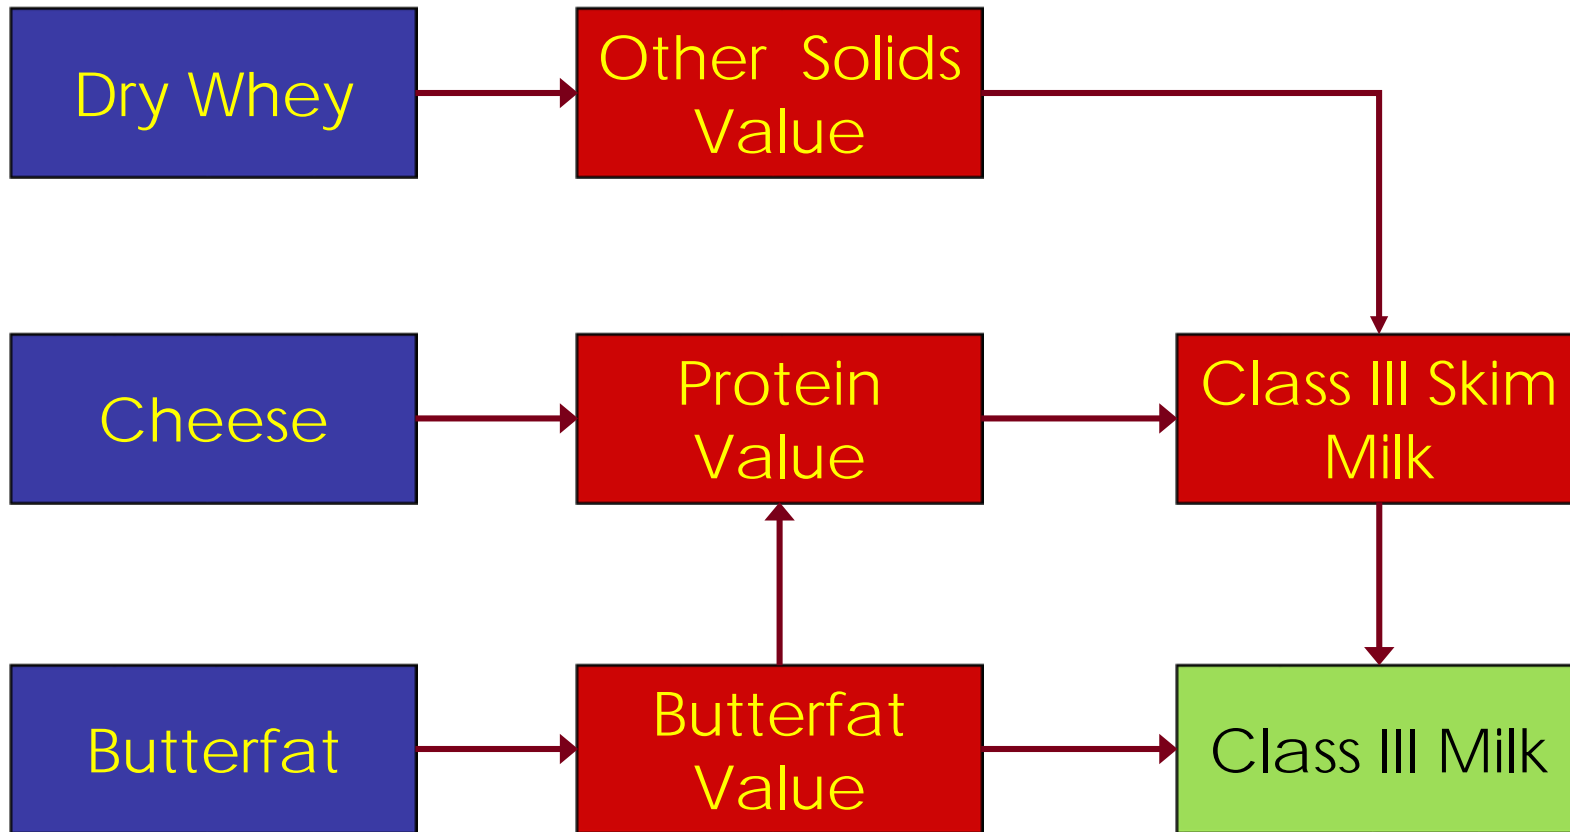 Dry Whey
Other Solids
Value
Cheese
Protein
Value
Class III Skim
Milk
Butterfat
Butterfat
Value
Class III Milk